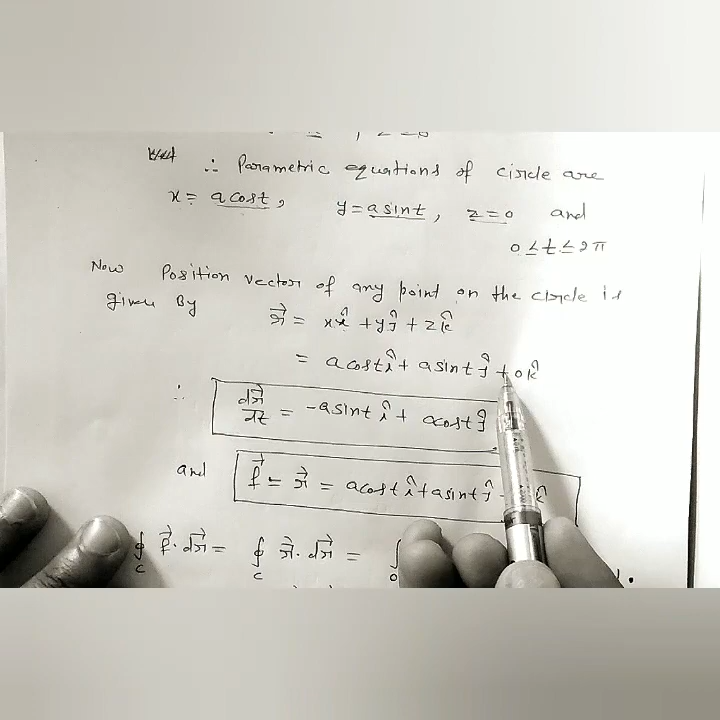 ∴ Parametric equations of circle are
x = a cost, y = a sint, z = 0 and
0 ≤ t ≤ 2π
Now Position vector of any point on the circle is
given By r⃗ = xî + yĵ + zk̂
= a cost î + a sint ĵ + 0k̂
∴ dr⃗/dt = -a sint î + a cost ĵ
and f⃗ = r⃗ = a cost î + a sint ĵ k̂
∮c f⃗·dr⃗ = ∮c r⃗·dr⃗ = ∫0